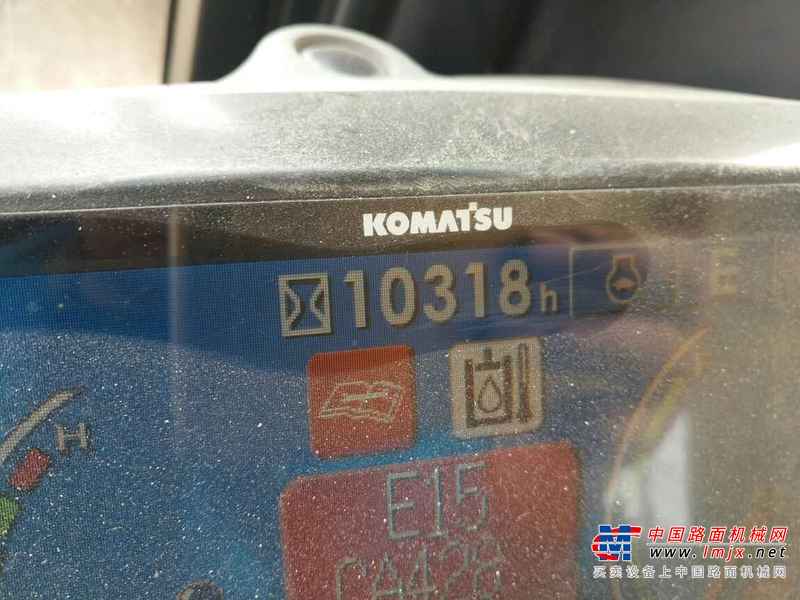 KOMATSU
10318h
E
H
E15
CA428
中国路面机械网
www.lmjx.net
买卖设备上中国路面机械网